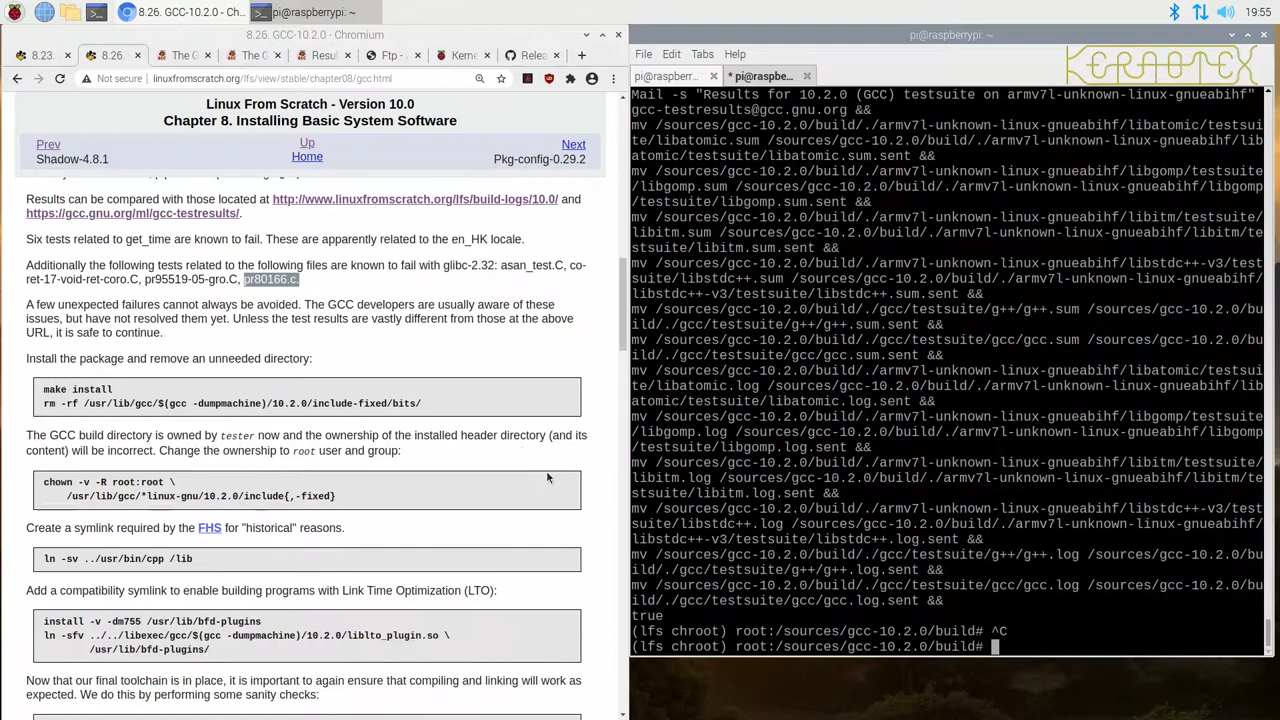 8.26. GCC-10.2.0 - Ch...
pi@raspberrypi: ~
19:55
8.26. GCC-10.2.0 - Chromium
8.23
8.26
The G
The G
Resul
Ftp -
Kerne
Relea
Not secure
linuxfromscratch.org/lfs/view/stable/chapter08/gcc.html
Linux From Scratch - Version 10.0
Chapter 8. Installing Basic System Software
Prev
Up
Next
Shadow-4.8.1
Home
Pkg-config-0.29.2
Results can be compared with those located at http://www.linuxfromscratch.org/lfs/build-logs/10.0/ and
https://gcc.gnu.org/ml/gcc-testresults/.
Six tests related to get_time are known to fail. These are apparently related to the en_HK locale.
Additionally the following tests related to the following files are known to fail with glibc-2.32: asan_test.C, co-
ret-17-void-ret-coro.C, pr95519-05-gro.C, pr80166.c.
A few unexpected failures cannot always be avoided. The GCC developers are usually aware of these
issues, but have not resolved them yet. Unless the test results are vastly different from those at the above
URL, it is safe to continue.
Install the package and remove an unneeded directory:
make install
rm -rf /usr/lib/gcc/$(gcc -dumpmachine)/10.2.0/include-fixed/bits/
The GCC build directory is owned by tester now and the ownership of the installed header directory (and its
content) will be incorrect. Change the ownership to root user and group:
chown -v -R root:root \
/usr/lib/gcc/*linux-gnu/10.2.0/include{,-fixed}
Create a symlink required by the FHS for "historical" reasons.
ln -sv ../usr/bin/cpp /lib
Add a compatibility symlink to enable building programs with Link Time Optimization (LTO):
install -v -dm755 /usr/lib/bfd-plugins
ln -sfv ../../libexec/gcc/$(gcc -dumpmachine)/10.2.0/liblto_plugin.so \
/usr/lib/bfd-plugins/
Now that our final toolchain is in place, it is important to again ensure that compiling and linking will work as
expected. We do this by performing some sanity checks:
pi@raspberrypi: ~
File Edit Tabs Help
KERAOTEX
pi@raspberr...
* pi@raspbe...
Mail -s "Results for 10.2.0 (GCC) testsuite on armv7l-unknown-linux-gnueabihf"
gcc-testresults@gcc.gnu.org &&
mv /sources/gcc-10.2.0/build/./armv7l-unknown-linux-gnueabihf/libatomic/testsui
te/libatomic.sum /sources/gcc-10.2.0/build/./armv7l-unknown-linux-gnueabihf/lib
atomic/testsuite/libatomic.sum.sent &&
mv /sources/gcc-10.2.0/build/./armv7l-unknown-linux-gnueabihf/libgomp/testsuite
/libgomp.sum /sources/gcc-10.2.0/build/./armv7l-unknown-linux-gnueabihf/libgomp
/testsuite/libgomp.sum.sent &&
mv /sources/gcc-10.2.0/build/./armv7l-unknown-linux-gnueabihf/libitm/testsuite/
libitm.sum /sources/gcc-10.2.0/build/./armv7l-unknown-linux-gnueabihf/libitm/te
stsuite/libitm.sum.sent &&
mv /sources/gcc-10.2.0/build/./armv7l-unknown-linux-gnueabihf/libstdc++-v3/test
suite/libstdc++.sum /sources/gcc-10.2.0/build/./armv7l-unknown-linux-gnueabihf/
libstdc++-v3/testsuite/libstdc++.sum.sent &&
mv /sources/gcc-10.2.0/build/./gcc/testsuite/g++/g++.sum /sources/gcc-10.2.0/bu
ild/./gcc/testsuite/g++/g++.sum.sent &&
mv /sources/gcc-10.2.0/build/./gcc/testsuite/gcc/gcc.sum /sources/gcc-10.2.0/bu
ild/./gcc/testsuite/gcc/gcc.sum.sent &&
mv /sources/gcc-10.2.0/build/./armv7l-unknown-linux-gnueabihf/libatomic/testsui
te/libatomic.log /sources/gcc-10.2.0/build/./armv7l-unknown-linux-gnueabihf/lib
atomic/testsuite/libatomic.log.sent &&
mv /sources/gcc-10.2.0/build/./armv7l-unknown-linux-gnueabihf/libgomp/testsuite
/libgomp.log /sources/gcc-10.2.0/build/./armv7l-unknown-linux-gnueabihf/libgomp
/testsuite/libgomp.log.sent &&
mv /sources/gcc-10.2.0/build/./armv7l-unknown-linux-gnueabihf/libitm/testsuite/
libitm.log /sources/gcc-10.2.0/build/./armv7l-unknown-linux-gnueabihf/libitm/te
stsuite/libitm.log.sent &&
mv /sources/gcc-10.2.0/build/./armv7l-unknown-linux-gnueabihf/libstdc++-v3/test
suite/libstdc++.log /sources/gcc-10.2.0/build/./armv7l-unknown-linux-gnueabihf/
libstdc++-v3/testsuite/libstdc++.log.sent &&
mv /sources/gcc-10.2.0/build/./gcc/testsuite/g++/g++.log /sources/gcc-10.2.0/bu
ild/./gcc/testsuite/g++/g++.log.sent &&
mv /sources/gcc-10.2.0/build/./gcc/testsuite/gcc/gcc.log /sources/gcc-10.2.0/bu
ild/./gcc/testsuite/gcc/gcc.log.sent &&
true
(lfs chroot) root:/sources/gcc-10.2.0/build# ^C
(lfs chroot) root:/sources/gcc-10.2.0/build#